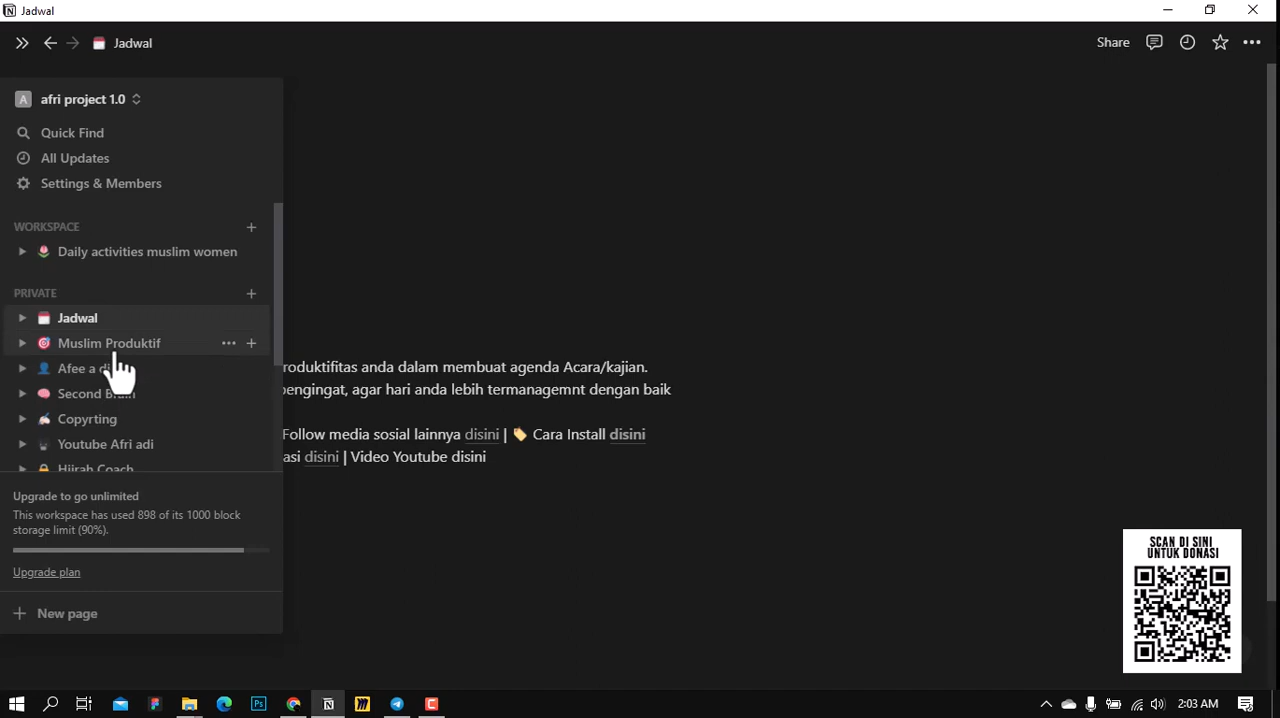 Jadwal
Jadwal
Share
afri project 1.0
Quick Find
All Updates
Settings & Members
WORKSPACE
Daily activities muslim women
PRIVATE
Jadwal
Muslim Produktif
Afee a
Second Brain
Copyrting
Youtube Afri adi
Hijrah Coach
roduktifitas anda dalam membuat agenda Acara/kajian.
pengingat, agar hari anda lebih termanagemnt dengan baik
Follow media sosial lainnya disini | Cara Install disini
asi disini | Video Youtube disini
Upgrade to go unlimited
This workspace has used 898 of its 1000 block
storage limit (90%).
Upgrade plan
New page
SCAN DI SINI
UNTUK DONASI
2:03 AM